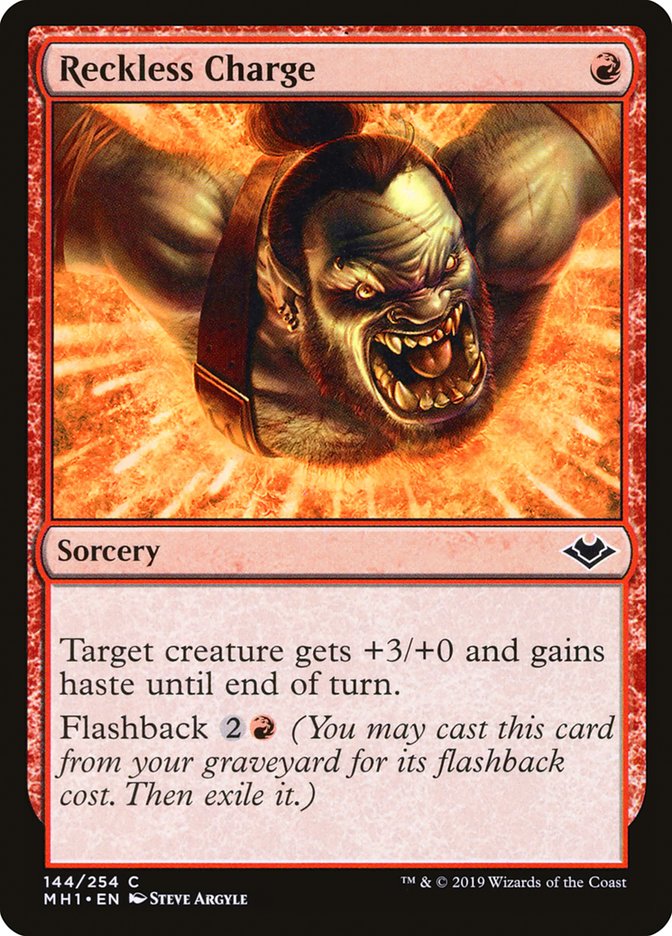 Reckless Charge
Sorcery
Target creature gets +3/+0 and gains
haste until end of turn.
Flashback 2 (You may cast this card
from your graveyard for its flashback
cost. Then exile it.)
144/254 C
MH1 • EN Steve Argyle
™ & © 2019 Wizards of the Coast